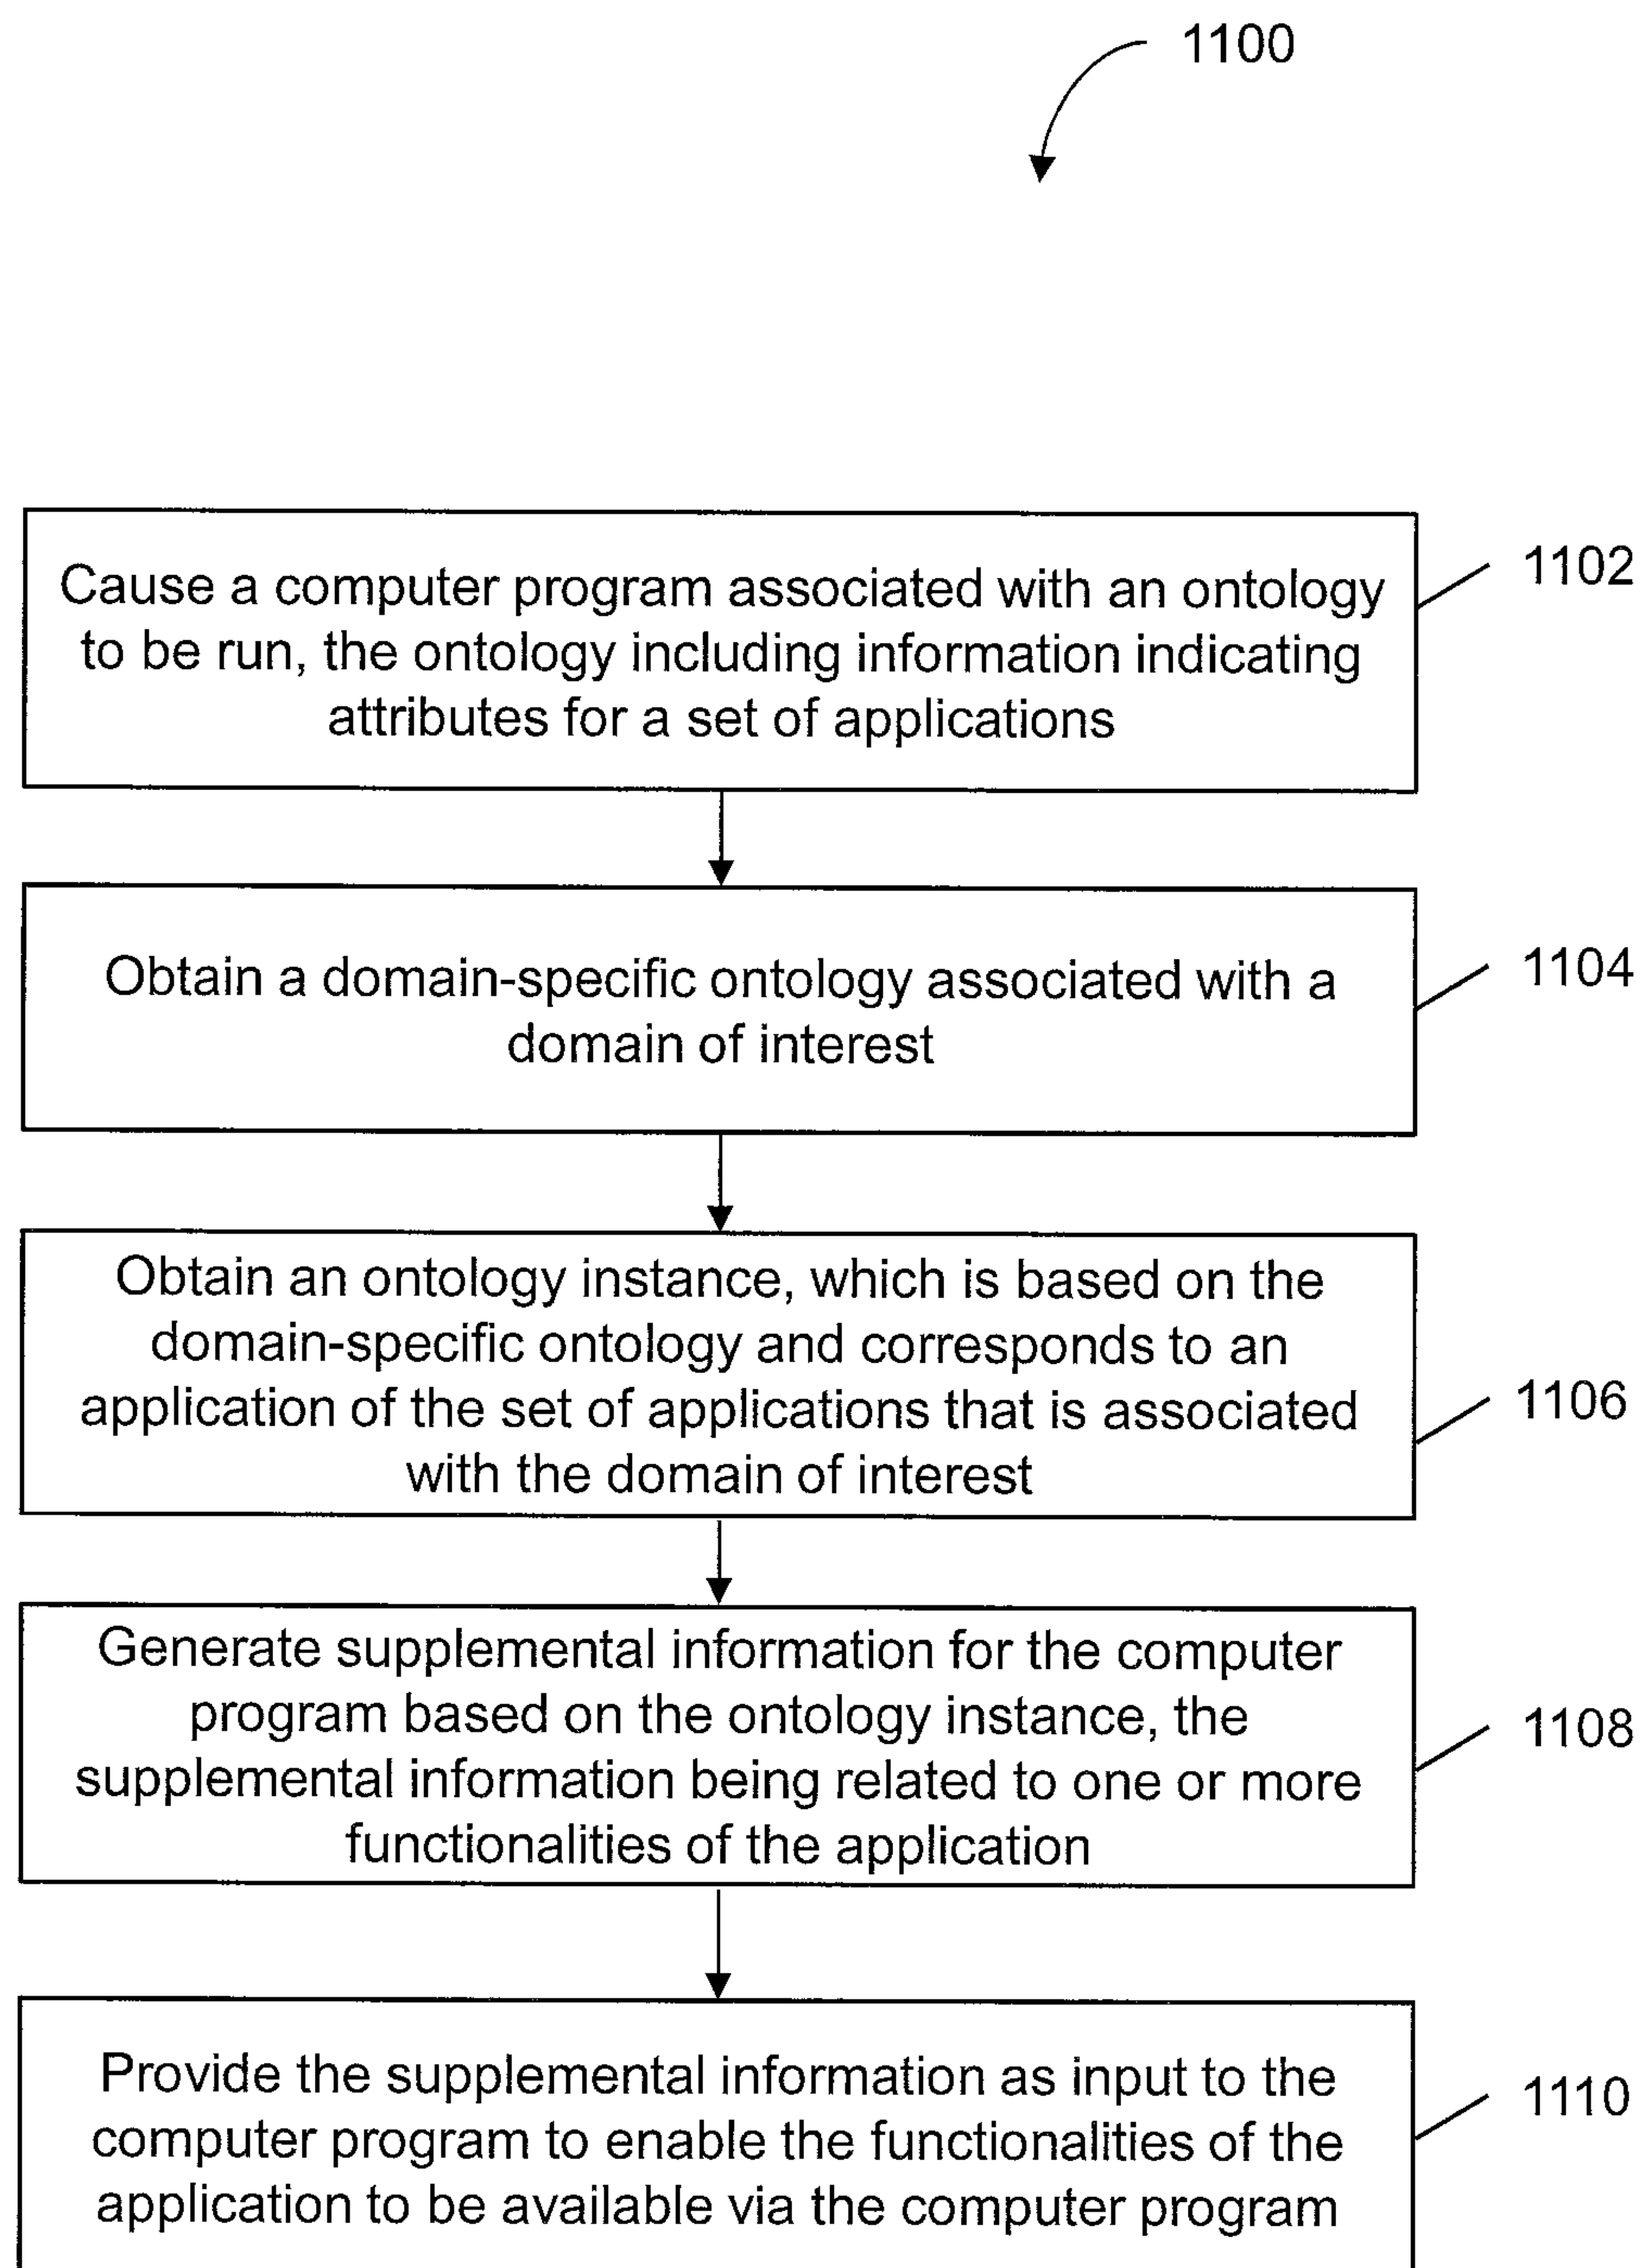 1100
Cause a computer program associated with an ontology
to be run, the ontology including information indicating
attributes for a set of applications
1102
Obtain a domain-specific ontology associated with a
domain of interest
1104
Obtain an ontology instance, which is based on the
domain-specific ontology and corresponds to an
application of the set of applications that is associated
with the domain of interest
1106
Generate supplemental information for the computer
program based on the ontology instance, the
supplemental information being related to one or more
functionalities of the application
1108
Provide the supplemental information as input to the
computer program to enable the functionalities of the
application to be available via the computer program
1110